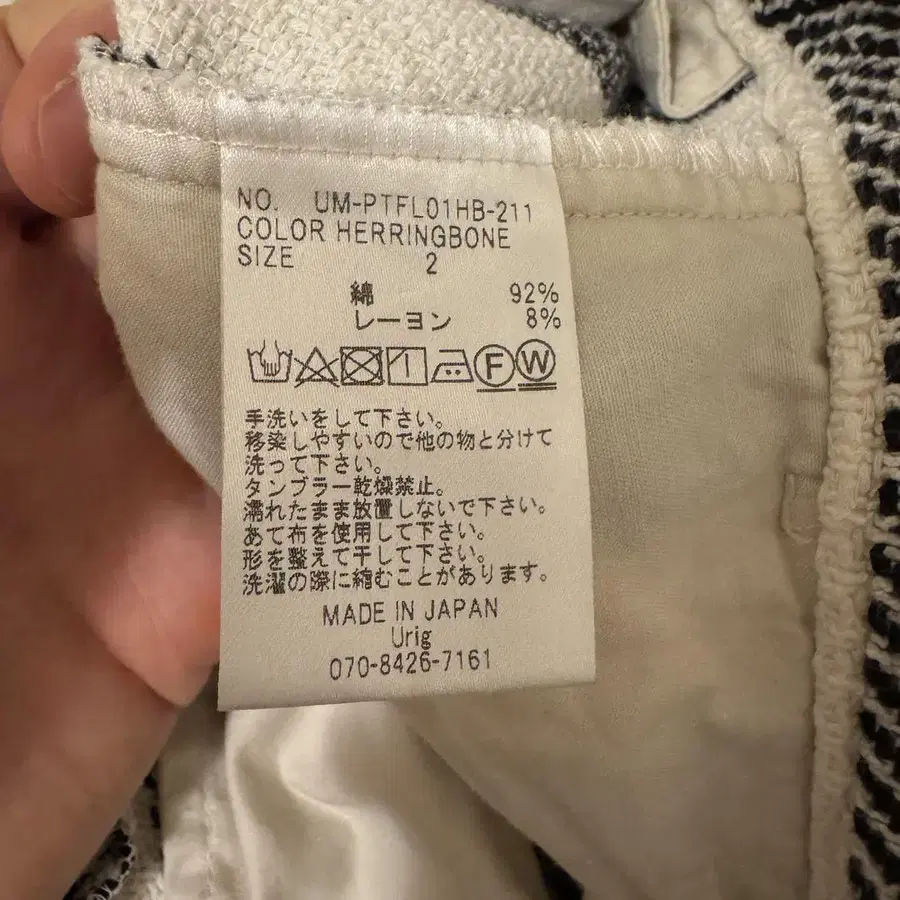 NO. UM-PTFL01HB-211
COLOR HERRINGBONE
SIZE 2
綿 92%
レーヨン 8%
F W
手洗いをして下さい。
移染しやすいので他の物と分けて
洗って下さい。
タンブラー乾燥禁止。
濡れたまま放置しないで下さい。
あて布を使用して下さい。
形を整えて干して下さい。
洗濯の際に縮むことがあります。
MADE IN JAPAN
Urig
070-8426-7161